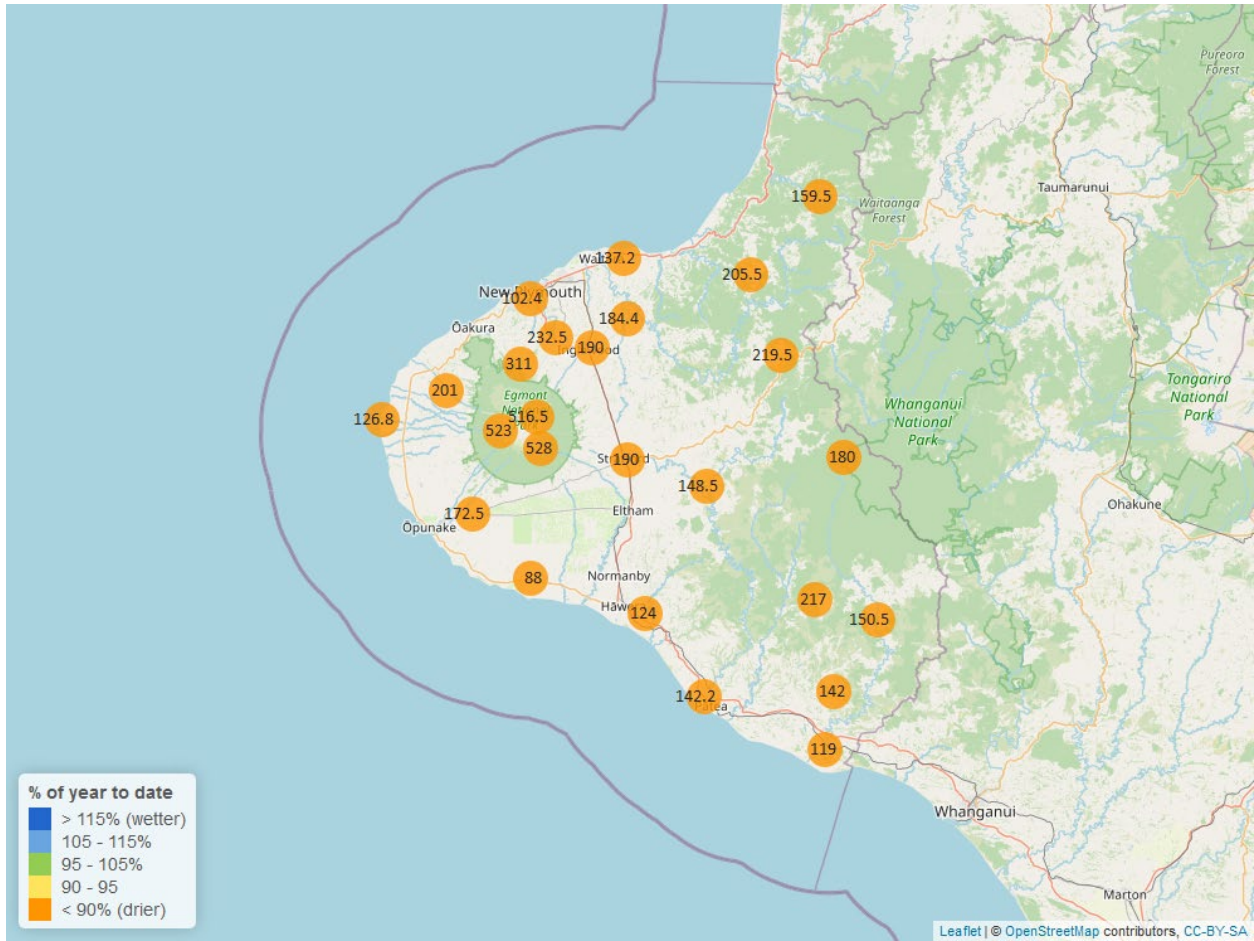 Pureora
Forest
Taumarunui
159.5
Waitaanga
Forest
137.2
205.5
New Plymouth
102.4
184.4
Ōakura
232.5
190
219.5
311
201
Tongariro
National
Park
Egmont
126.8
516.5
Whanganui
National
Park
523
528
190
180
148.5
Ohakune
172.5
Eltham
Ōpunake
88
Normanby
217
124
150.5
142.2
142
Patea
119
Whanganui
Marton
% of year to date
> 115% (wetter)
105 - 115%
95 - 105%
90 - 95
< 90% (drier)
Leaflet | © OpenStreetMap contributors, CC-BY-SA